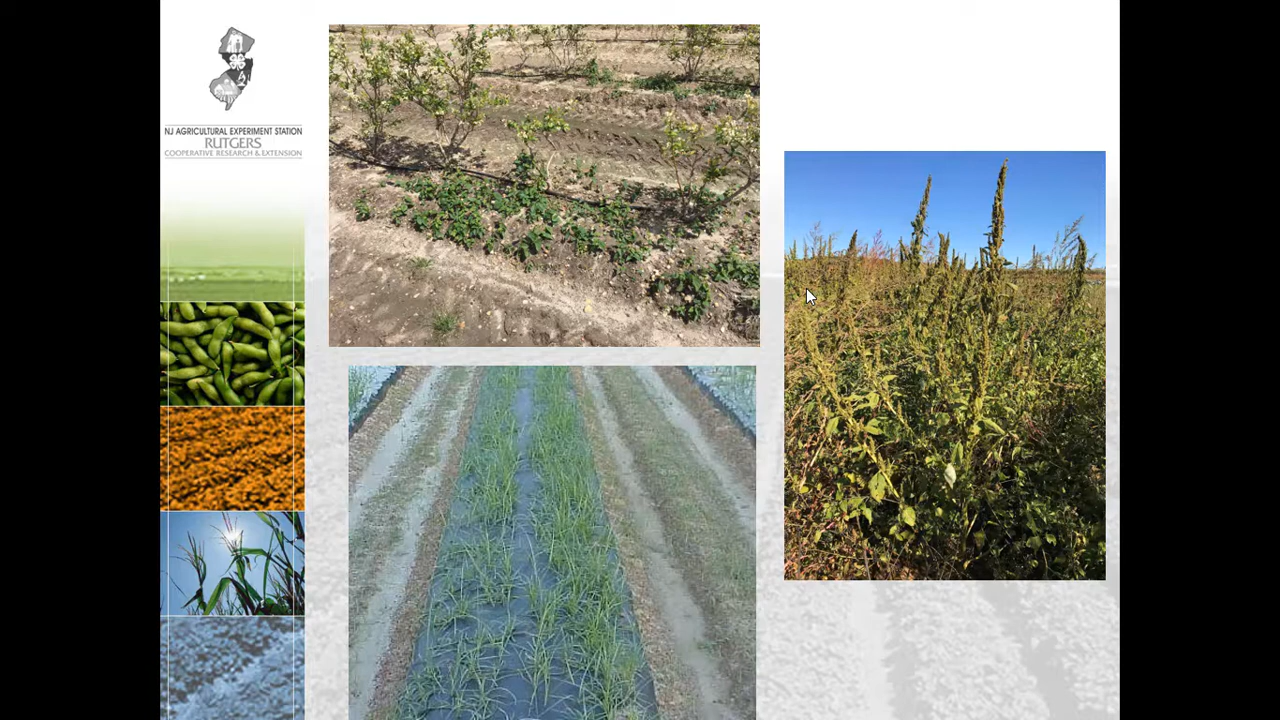 NJ AGRICULTURAL EXPERIMENT STATION
RUTGERS
COOPERATIVE RESEARCH & EXTENSION